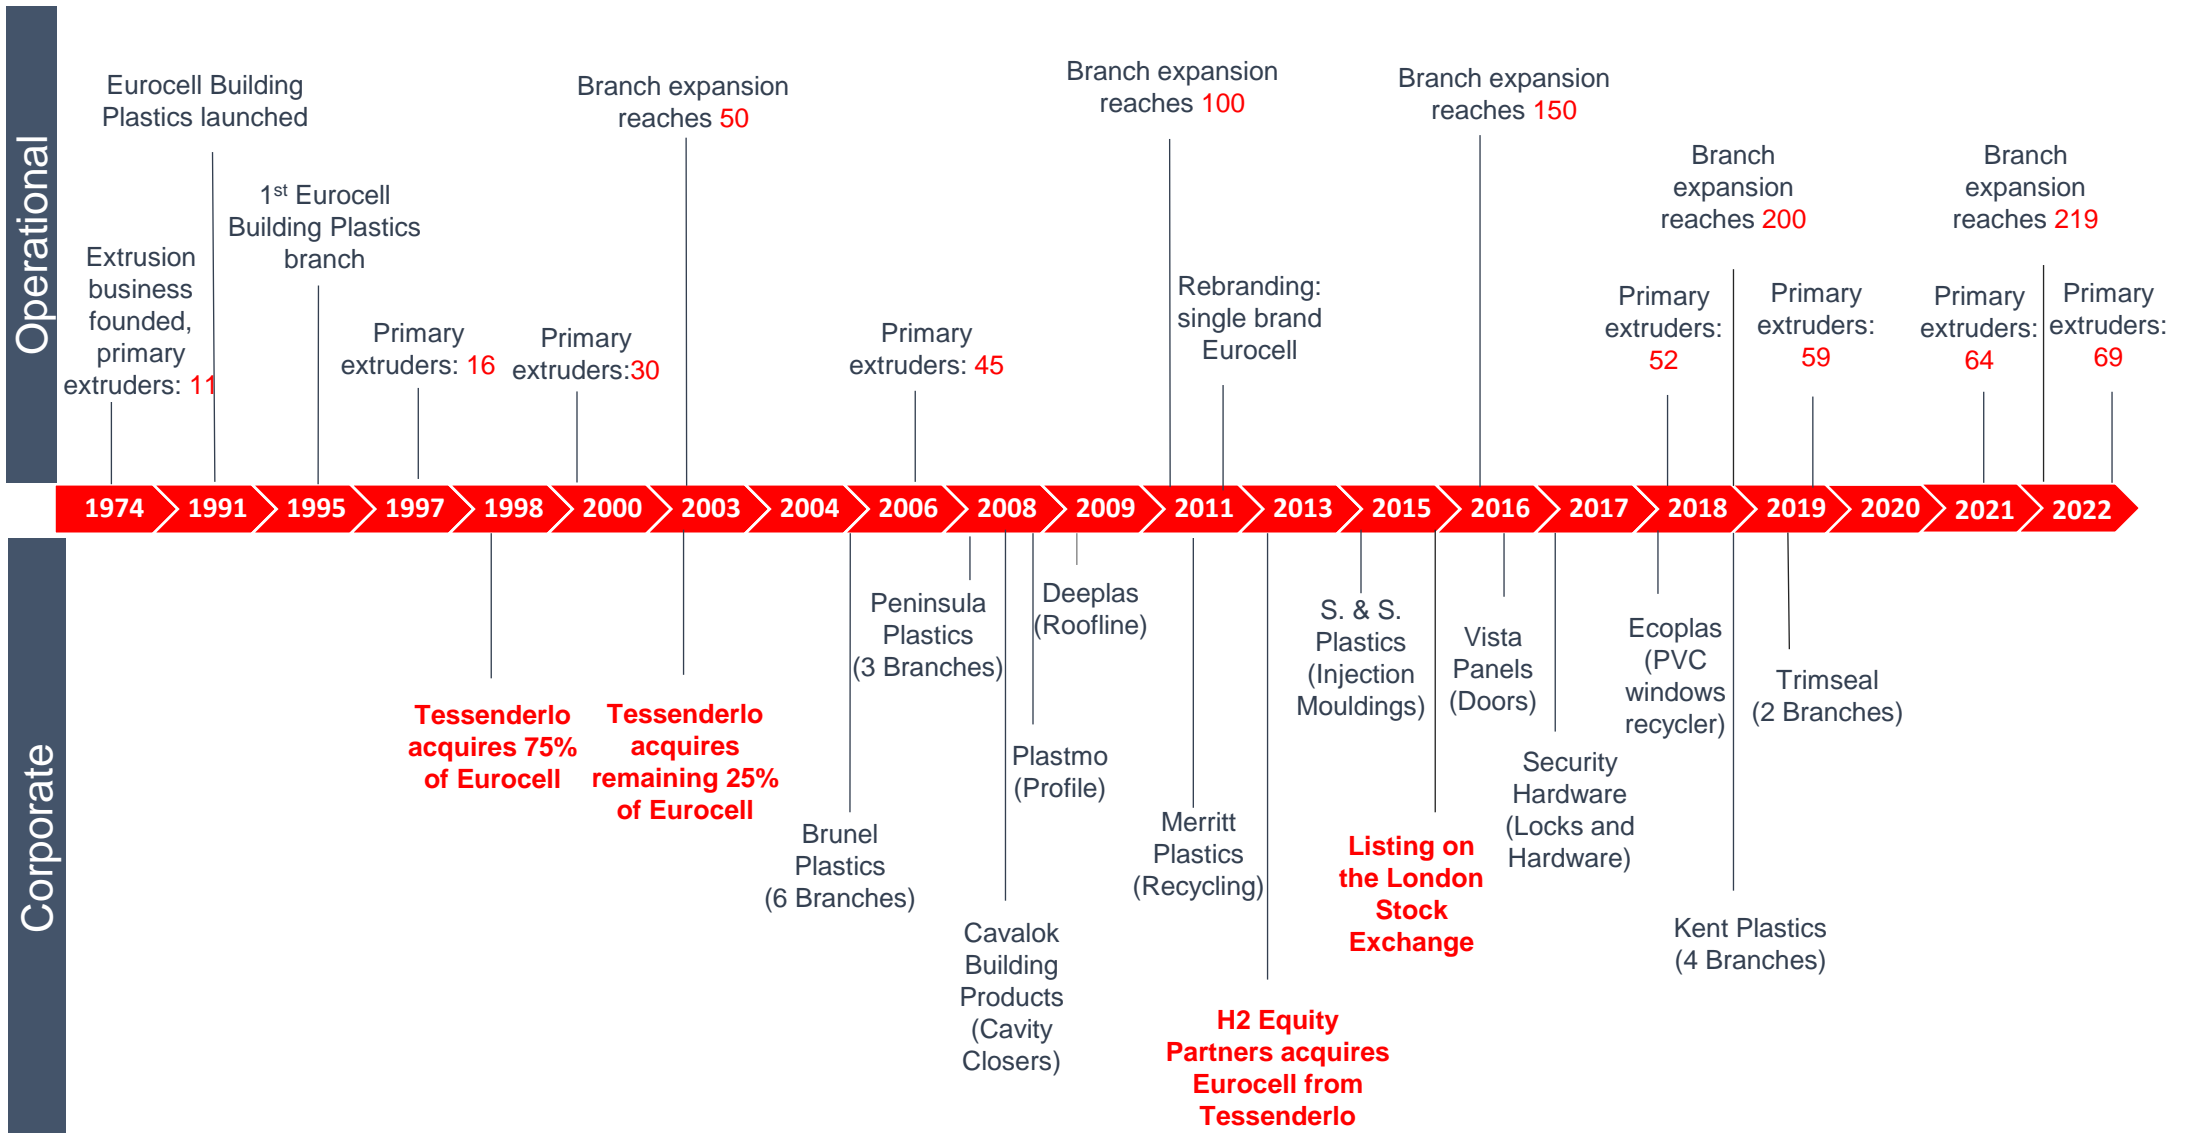 Operational
Eurocell Building
Plastics launched
Branch expansion
reaches 50
Branch expansion
reaches 100
Branch expansion
reaches 150
1st Eurocell
Building Plastics
branch
Branch
expansion
reaches 200
Branch
expansion
reaches 219
Extrusion
business
founded,
primary
extruders: 11
Primary
extruders: 16
Primary
extruders:30
Primary
extruders: 45
Rebranding:
single brand
Eurocell
Primary
extruders:
52
Primary
extruders:
59
Primary
extruders:
64
Primary
extruders:
69
1974 1991 1995 1997 1998 2000 2003 2004 2006 2008 2009 2011 2013 2015 2016 2017 2018 2019 2020 2021 2022
Corporate
Tessenderlo
acquires 75%
of Eurocell
Tessenderlo
acquires
remaining 25%
of Eurocell
Brunel
Plastics
(6 Branches)
Peninsula
Plastics
(3 Branches)
Cavalok
Building
Products
(Cavity
Closers)
Plastmo
(Profile)
Deeplas
(Roofline)
Merritt
Plastics
(Recycling)
H2 Equity
Partners acquires
Eurocell from
Tessenderlo
S. & S.
Plastics
(Injection
Mouldings)
Listing on
the London
Stock
Exchange
Vista
Panels
(Doors)
Security
Hardware
(Locks and
Hardware)
Ecoplas
(PVC
windows
recycler)
Kent Plastics
(4 Branches)
Trimseal
(2 Branches)